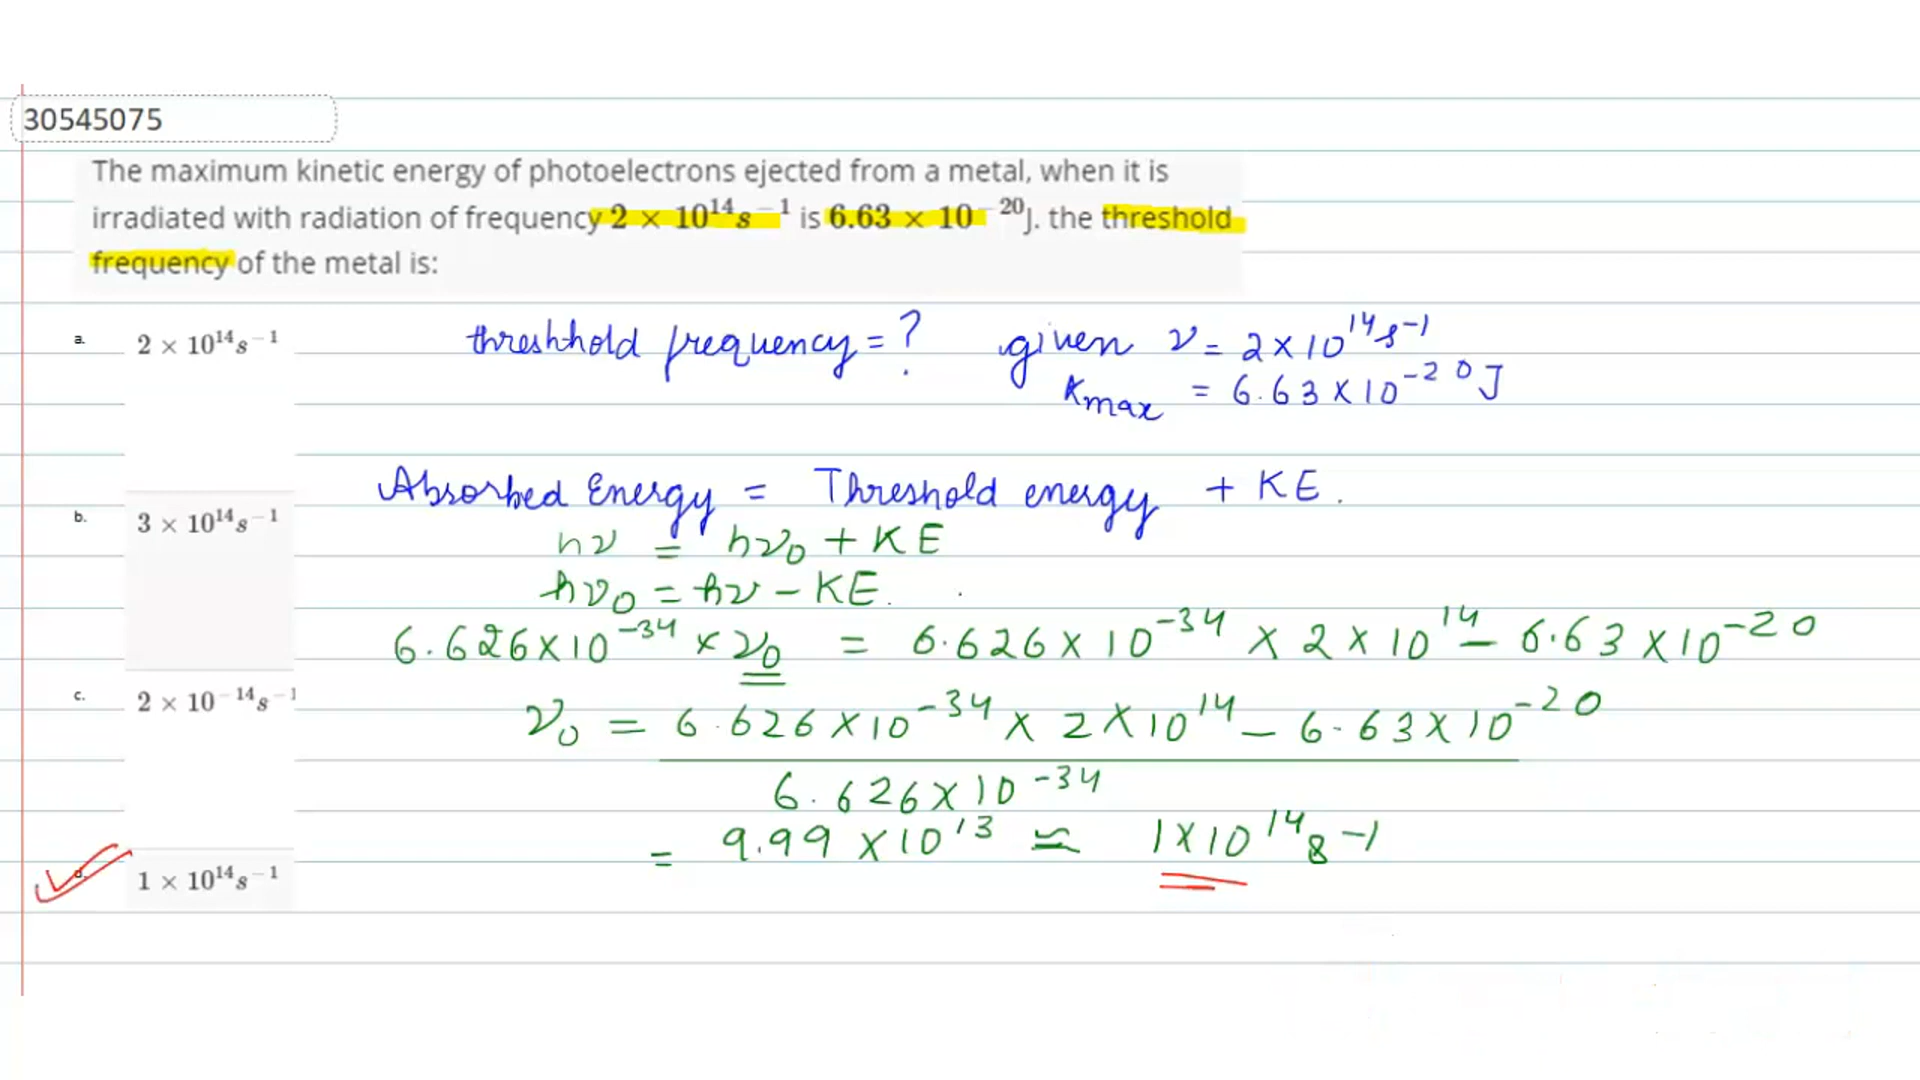 30545075
The maximum kinetic energy of photoelectrons ejected from a metal, when it is
irradiated with radiation of frequency 2 × 10¹⁴s⁻¹ is 6.63 × 10⁻²⁰J. the threshold
frequency of the metal is:
a. 2 × 10¹⁴s⁻¹
threshhold frequency = ? given ν = 2×10¹⁴s⁻¹
Kmax = 6.63×10⁻²⁰J
Absorbed Energy = Threshold energy + KE.
b. 3 × 10¹⁴s⁻¹
hν = hν₀ + KE
hν₀ = hν - KE.
6.626×10⁻³⁴ × ν₀ = 6.626×10⁻³⁴ × 2×10¹⁴ - 6.63×10⁻²⁰
c. 2 × 10⁻¹⁴s⁻¹
ν₀ = 6.626×10⁻³⁴ × 2×10¹⁴ - 6.63×10⁻²⁰
6.626×10⁻³⁴
= 9.99×10¹³ ≃ 1×10¹⁴s⁻¹
d. 1 × 10¹⁴s⁻¹